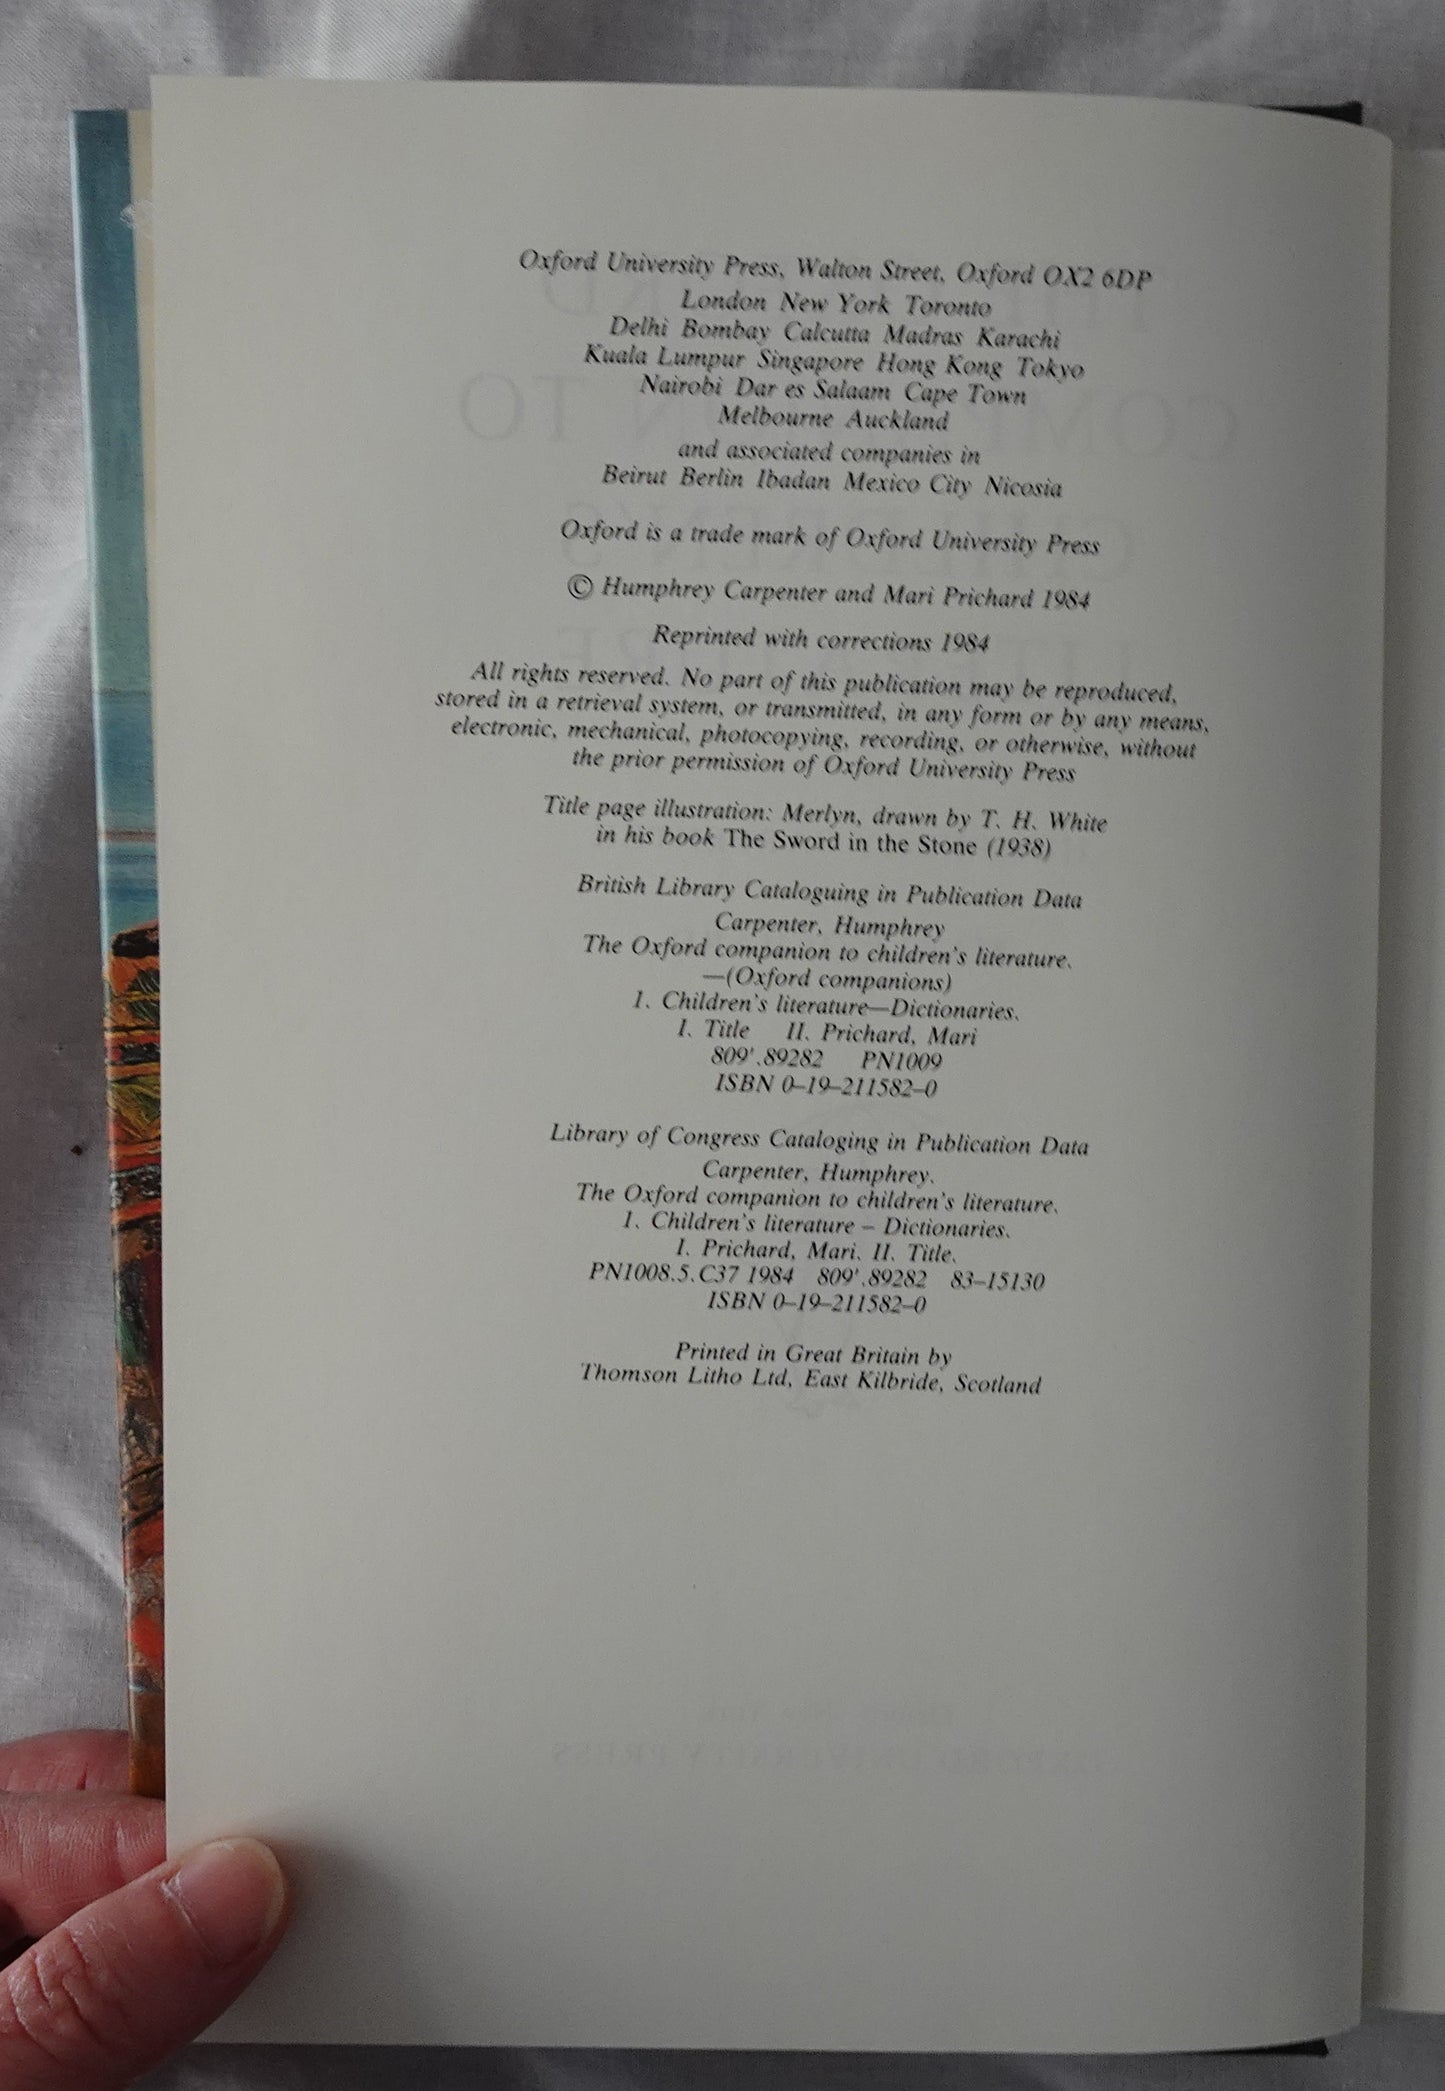 Oxford University Press, Walton Street, Oxford OX2 6DP
London New York Toronto
Delhi Bombay Calcutta Madras Karachi
Kuala Lumpur Singapore Hong Kong Tokyo
Nairobi Dar es Salaam Cape Town
Melbourne Auckland
and associated companies in
Beirut Berlin Ibadan Mexico City Nicosia
Oxford is a trade mark of Oxford University Press
© Humphrey Carpenter and Mari Prichard 1984
Reprinted with corrections 1984
All rights reserved. No part of this publication may be reproduced,
stored in a retrieval system, or transmitted, in any form or by any means,
electronic, mechanical, photocopying, recording, or otherwise, without
the prior permission of Oxford University Press
Title page illustration: Merlyn, drawn by T. H. White
in his book The Sword in the Stone (1938)
British Library Cataloguing in Publication Data
Carpenter, Humphrey
The Oxford companion to children's literature.
—(Oxford companions)
1. Children's literature—Dictionaries.
I. Title II. Prichard, Mari
809'.89282 PN1009
ISBN 0–19–211582–0
Library of Congress Cataloging in Publication Data
Carpenter, Humphrey.
The Oxford companion to children's literature.
1. Children's literature – Dictionaries.
I. Prichard, Mari. II. Title.
PN1008.5.C37 1984 809'.89282 83–15130
ISBN 0–19–211582–0
Printed in Great Britain by
Thomson Litho Ltd, East Kilbride, Scotland